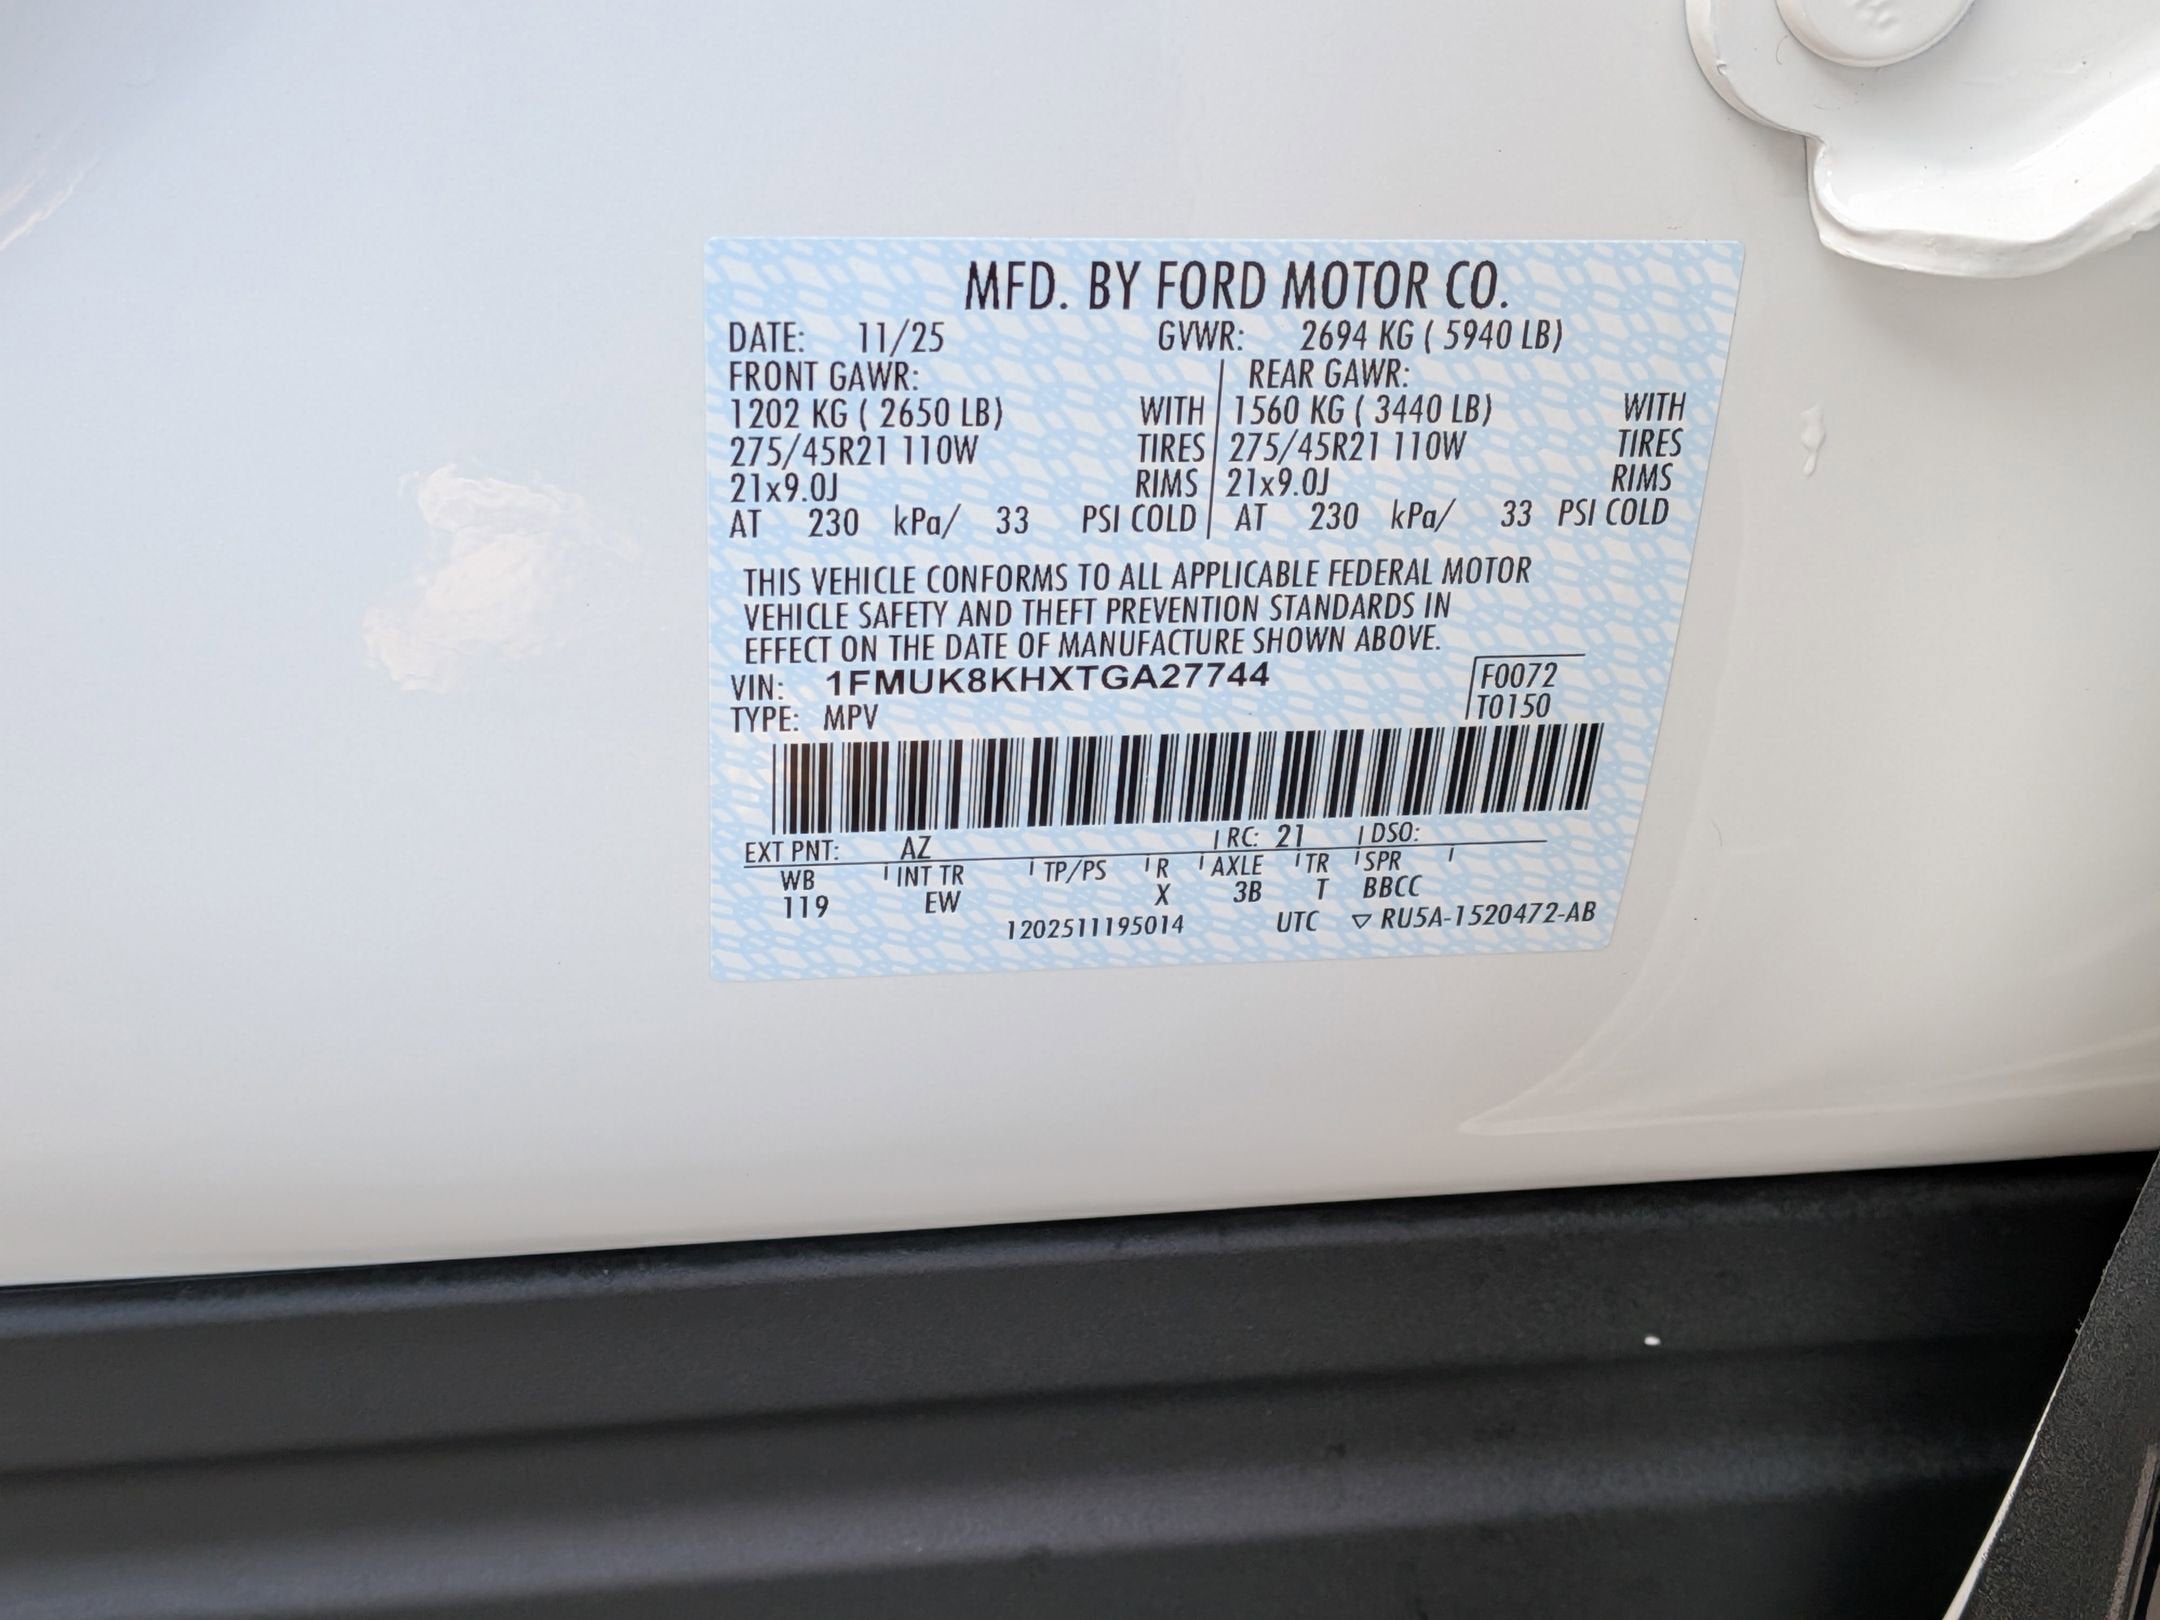 MFD. BY FORD MOTOR CO.
DATE: 11/25 GVWR: 2694 KG ( 5940 LB)
FRONT GAWR: REAR GAWR:
1202 KG ( 2650 LB) WITH 1560 KG ( 3440 LB) WITH
275/45R21 110W TIRES 275/45R21 110W TIRES
21x9.0J RIMS 21x9.0J RIMS
AT 230 kPa/ 33 PSI COLD AT 230 kPa/ 33 PSI COLD
THIS VEHICLE CONFORMS TO ALL APPLICABLE FEDERAL MOTOR
VEHICLE SAFETY AND THEFT PREVENTION STANDARDS IN
EFFECT ON THE DATE OF MANUFACTURE SHOWN ABOVE.
VIN: 1FMUK8KHXTGA27744 F0072
TYPE: MPV T0150
EXT PNT: AZ RC: 21 DSO:
WB INT TR TP/PS R AXLE TR SPR
119 EW X 3B T BBCC
1202511195014 UTC ▽ RU5A-1520472-AB